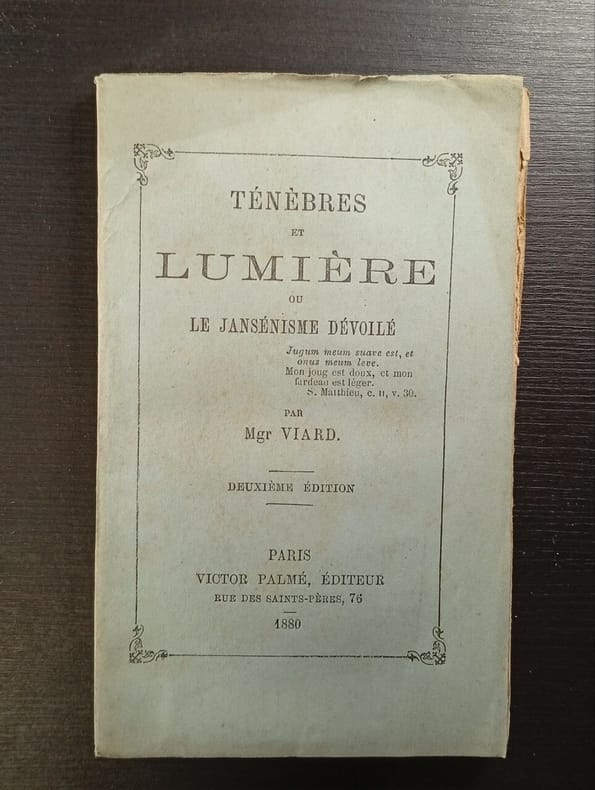 TÉNÈBRES
ET
LUMIÈRE
OU
LE JANSÉNISME DÉVOILÉ
Jugum meum suave est, et
onus meum leve.
Mon joug est doux, et mon
fardeau est léger.
S. Matthieu, c. 11, v. 30.
PAR
Mgr VIARD.
DEUXIÈME ÉDITION
PARIS
VICTOR PALMÉ, ÉDITEUR
RUE DES SAINTS-PÈRES, 76
1880